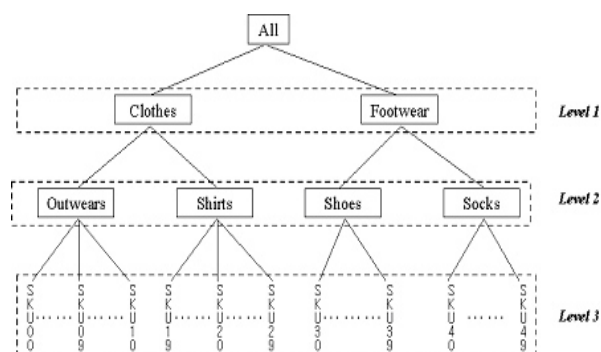 All
Clothes
Footwear
Level 1
Outwears
Shirts
Shoes
Socks
Level 2
SKU00 ...... SKU09 ...... SKU10 SKU19 ...... SKU20 ...... SKU29 SKU30 ...... SKU39 SKU40 ...... SKU49
Level 3